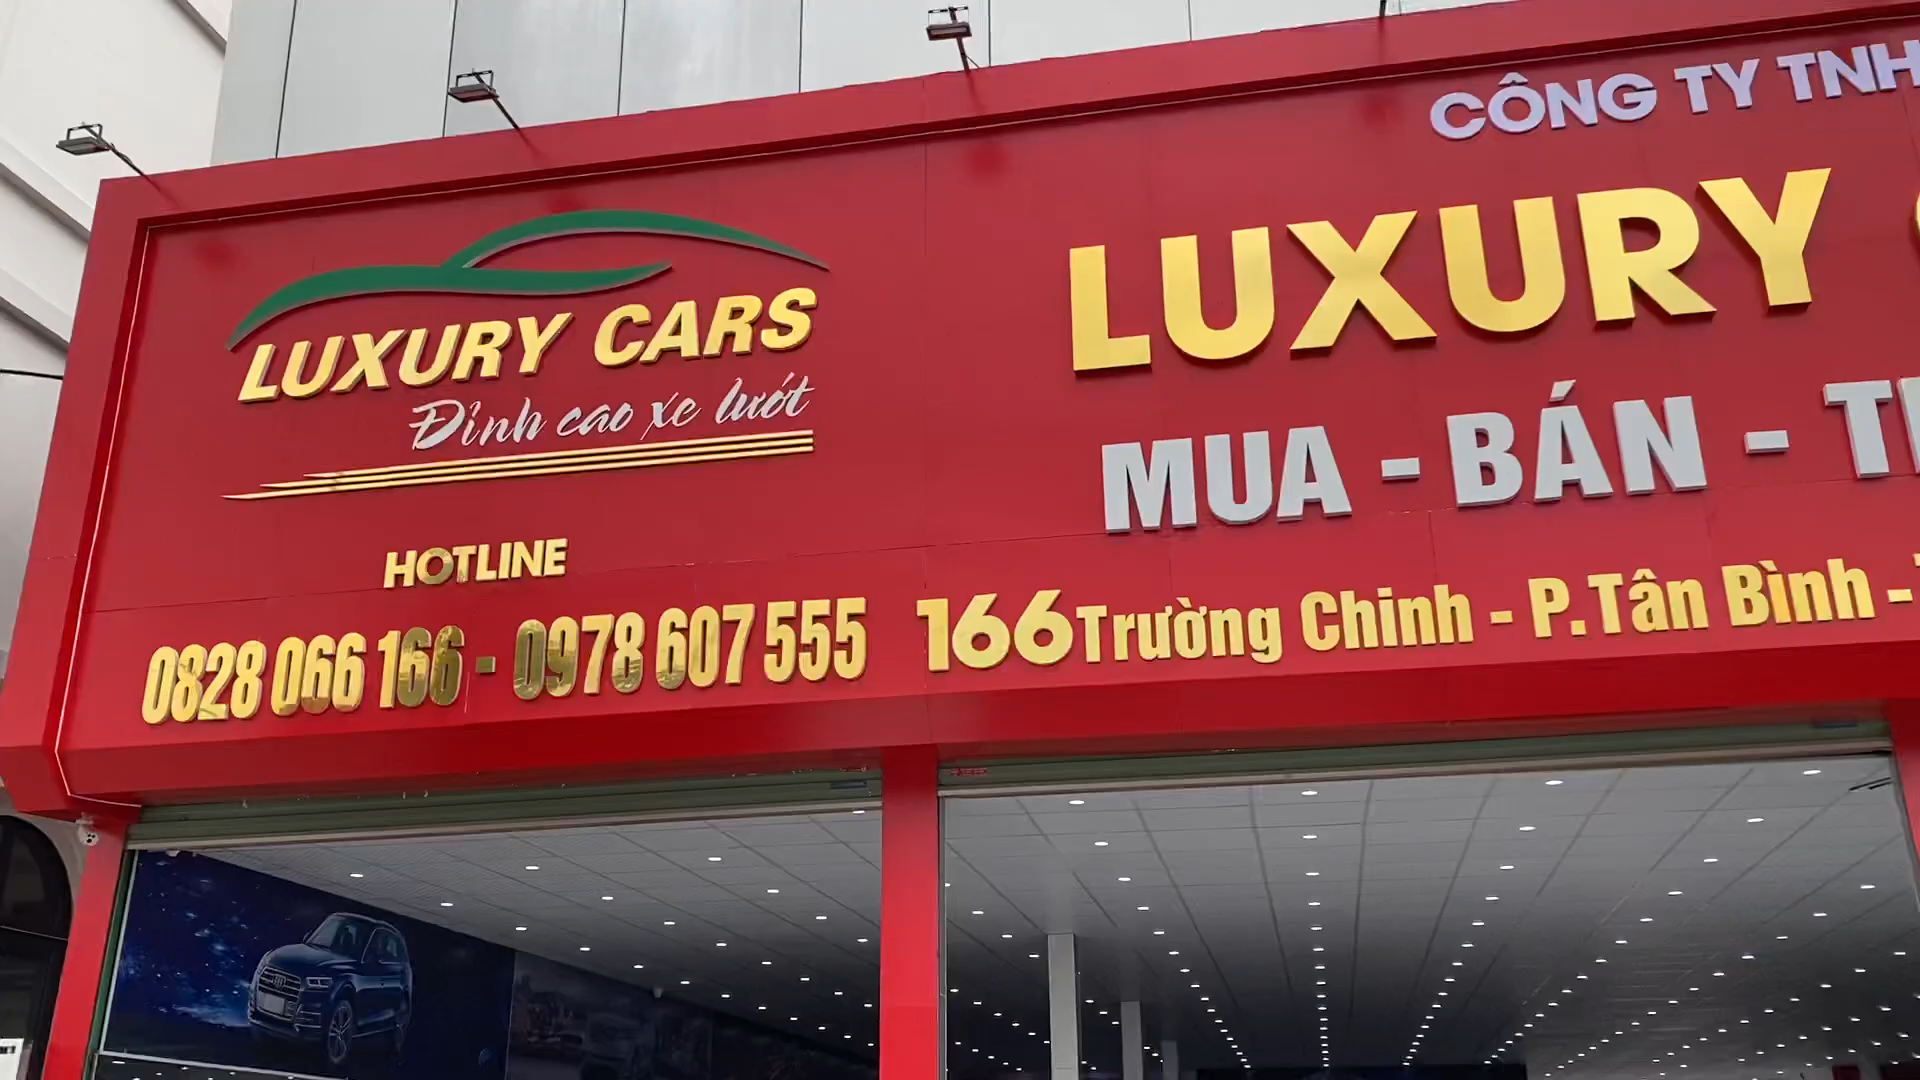 LUXURY CARS
Đỉnh cao xe lướt
HOTLINE
0828 066 166 - 0978 607 555
CÔNG TY TNH
LUXURY
MUA - BÁN -
166 Trường Chinh - P.Tân Bình -